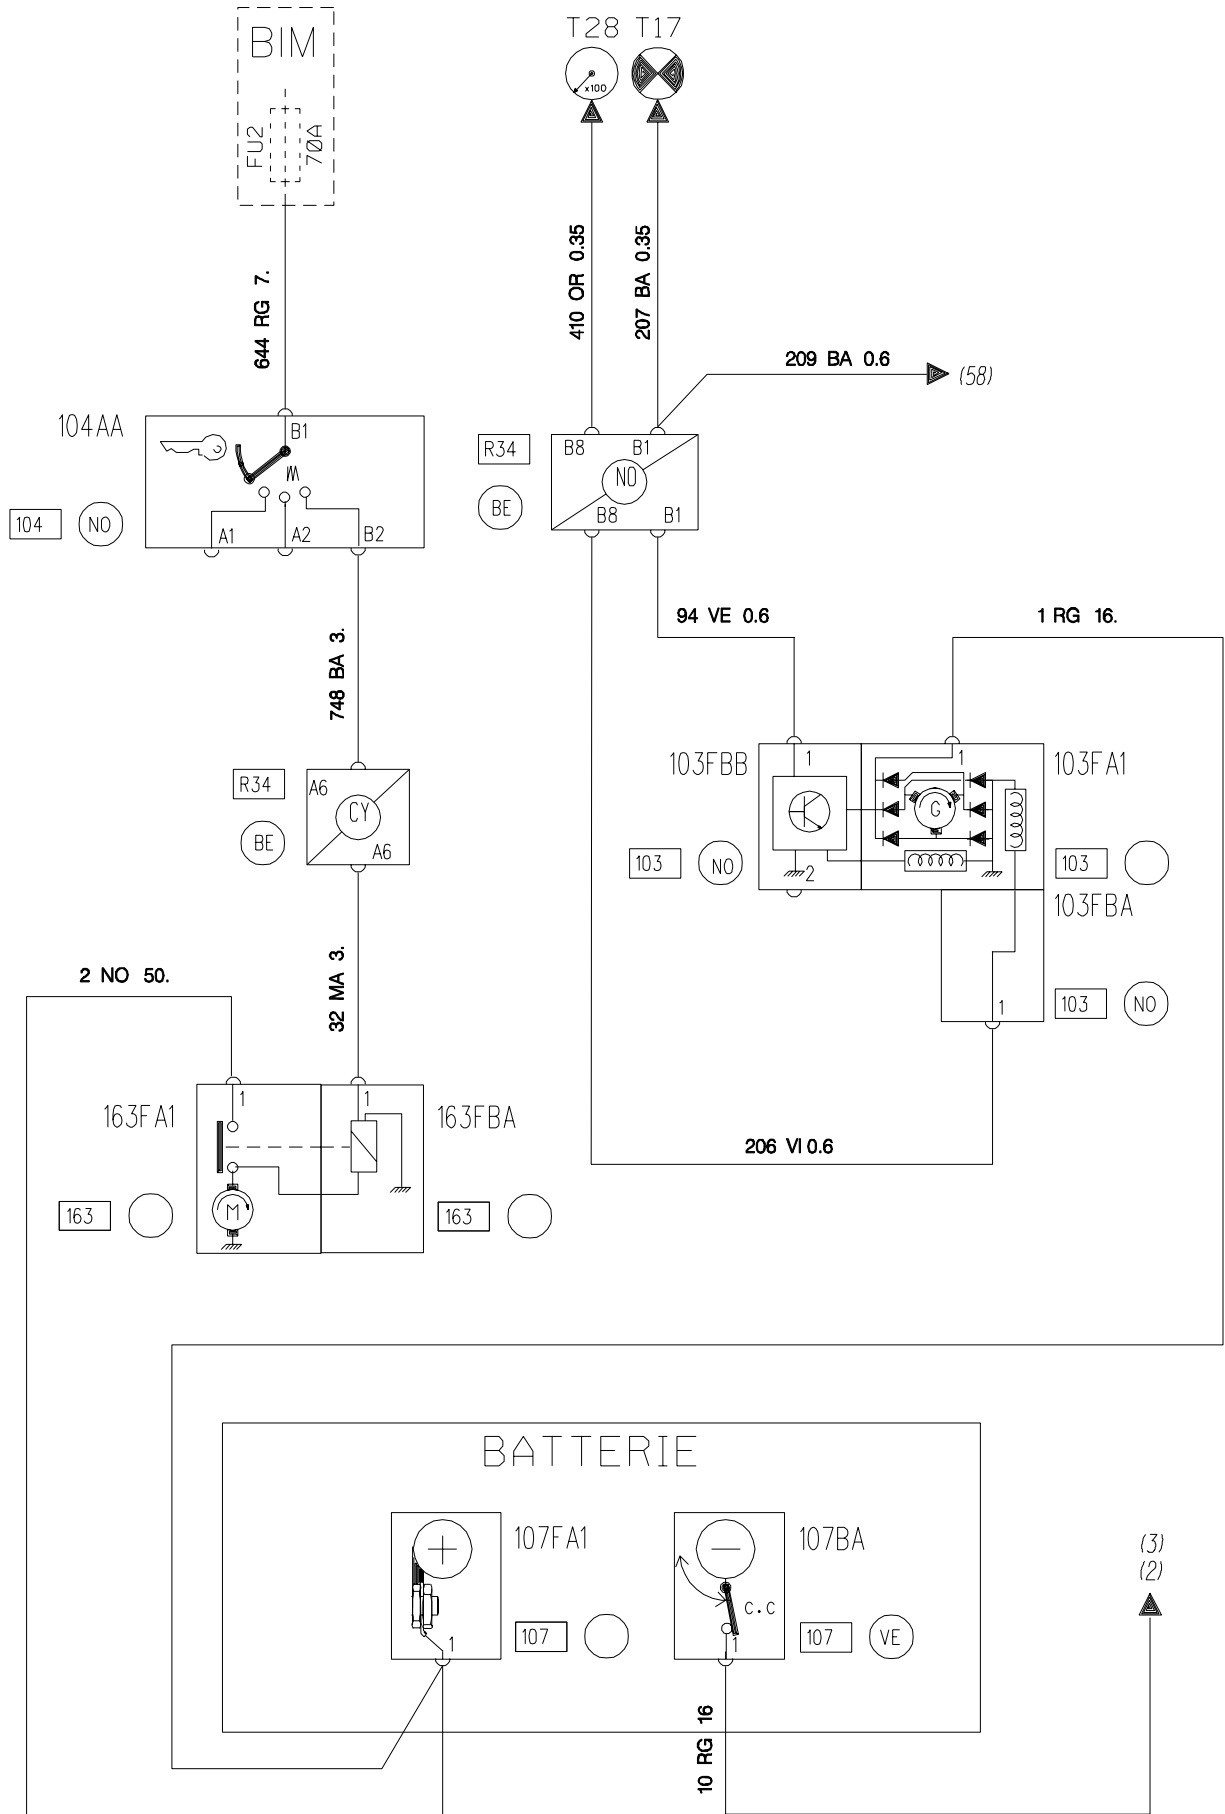 BIM
T28 T17
x100
FU2
70A
644 RG 7.
410 OR 0.35
207 BA 0.35
209 BA 0.6
(58)
104AA
B1
M
104
NO
A1
A2
B2
R34
BE
B8
B1
NO
B8
B1
94 VE 0.6
1 RG 16.
748 BA 3.
R34
BE
A6
CY
A6
103FBB
1
1
103FA1
G
103
NO
2
103
103FBA
1
103
NO
2 NO 50.
32 MA 3.
163FA1
1
1
163FBA
M
163
163
206 VI 0.6
BATTERIE
+
107FA1
−
107BA
c.c
1
107
1
107
VE
(3)
(2)
10 RG 16